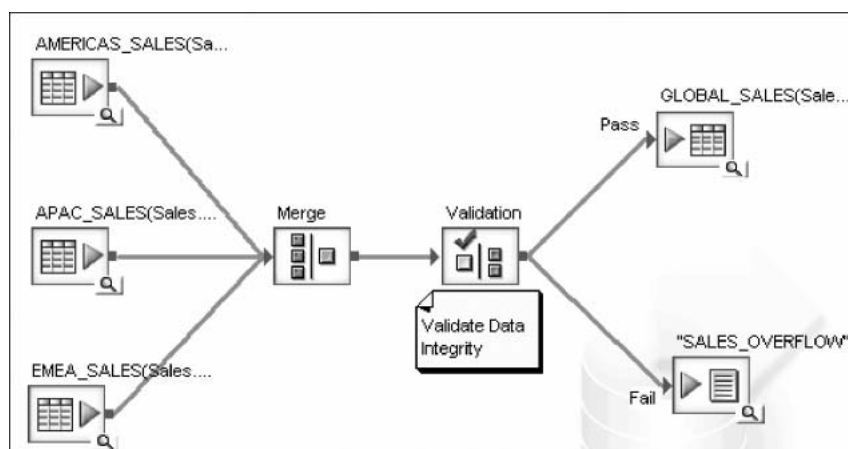 AMERICAS_SALES(Sa...
GLOBAL_SALES(Sale...
Pass
APAC_SALES(Sales....
Merge
Validation
Validate Data
Integrity
"SALES_OVERFLOW"
EMEA_SALES(Sales....
Fail